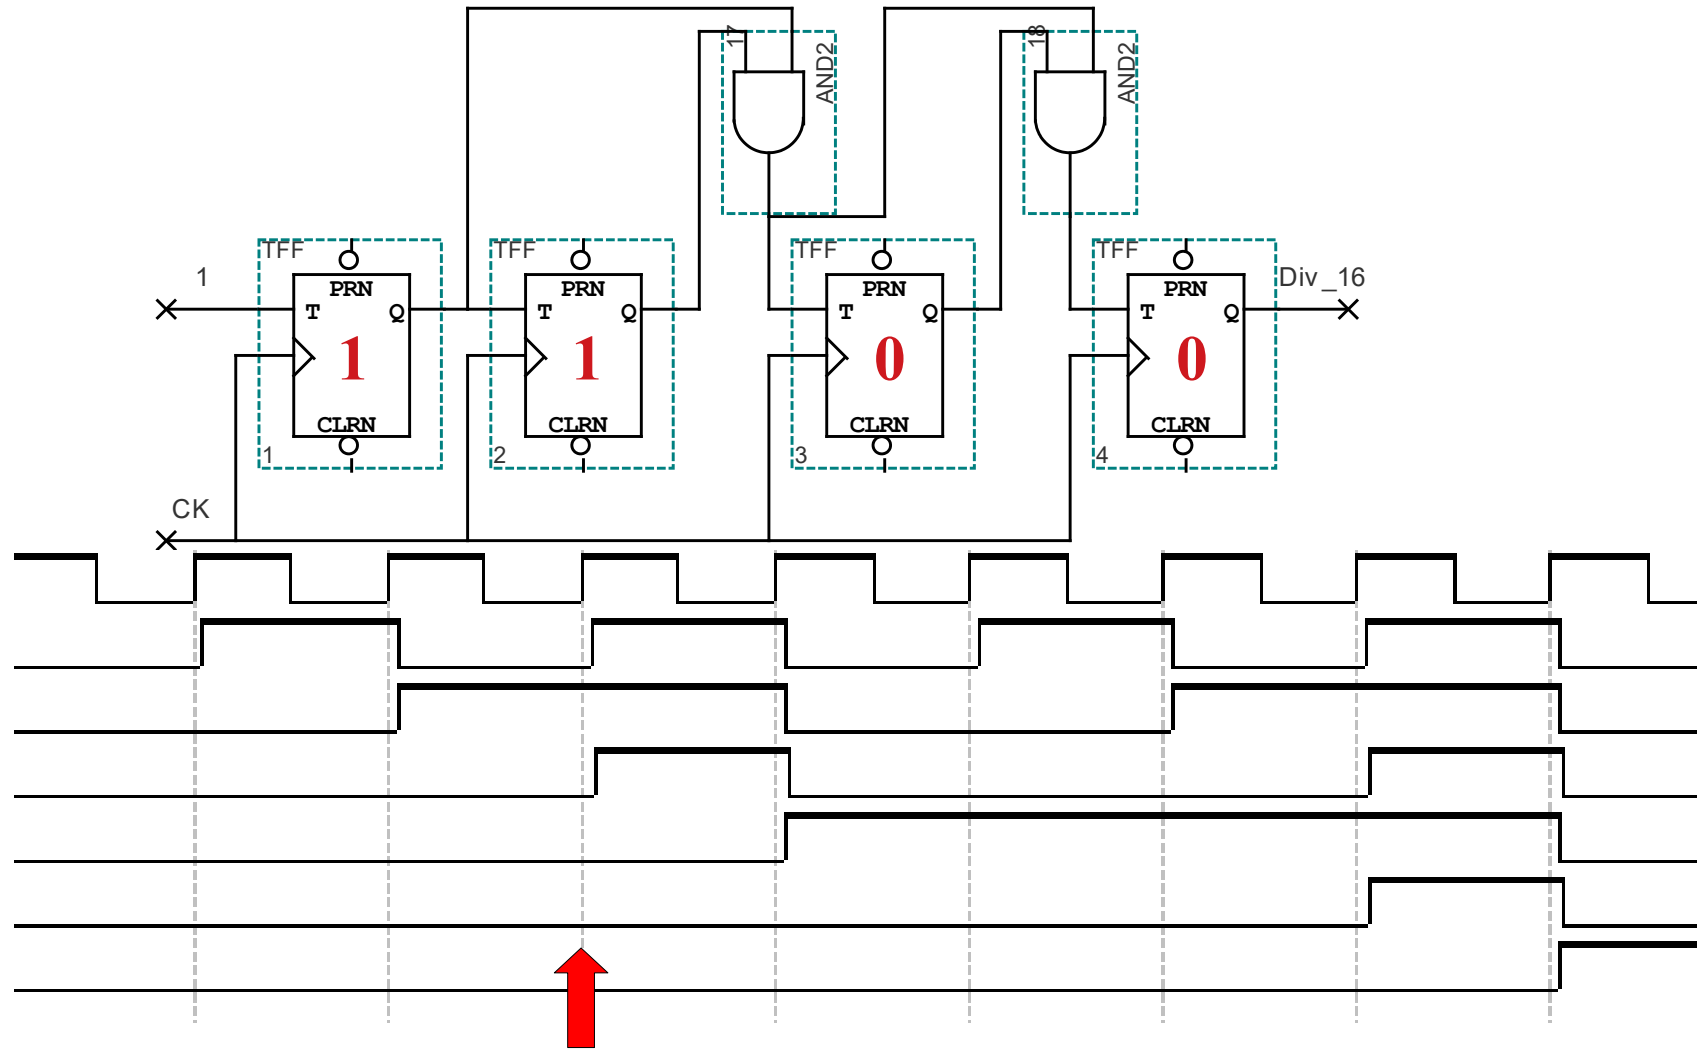 17
AND2
18
AND2
TFF
TFF
TFF
TFF
1
Div_16
PRN
PRN
PRN
PRN
T Q
T Q
T Q
T Q
1
1
0
0
CLRN
CLRN
CLRN
CLRN
1
2
3
4
CK